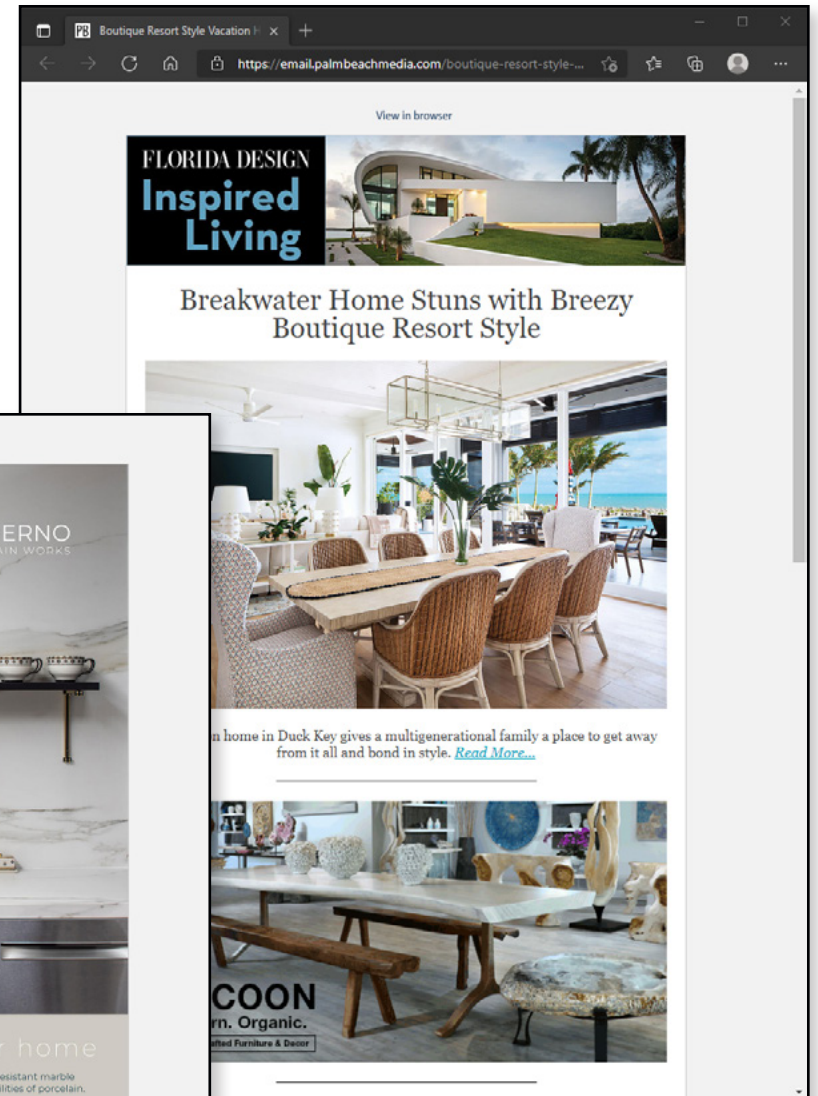 PB Boutique Resort Style Vacation H
https://email.palmbeachmedia.com/boutique-resort-style-...
View in browser
FLORIDA DESIGN
Inspired
Living
Breakwater Home Stuns with Breezy
Boutique Resort Style
n home in Duck Key gives a multigenerational family a place to get away
from it all and bond in style. Read More...
COON
rn. Organic.
afted Furniture & Decor
ERNO
AIN WORKS
r home
esistant marble
ilities of porcelain.